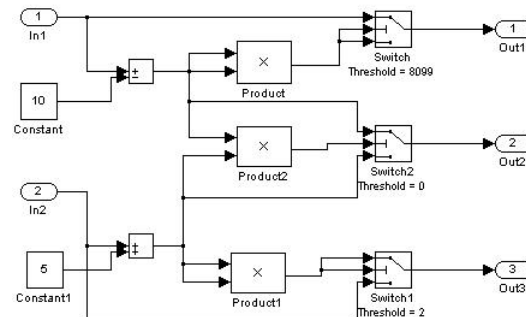 1
In1
10
Constant
Product
Switch
Threshold = 8099
1
Out1
Product2
Switch2
Threshold = 0
2
Out2
2
In2
5
Constant1
Product1
Switch1
Threshold = 2
3
Out3